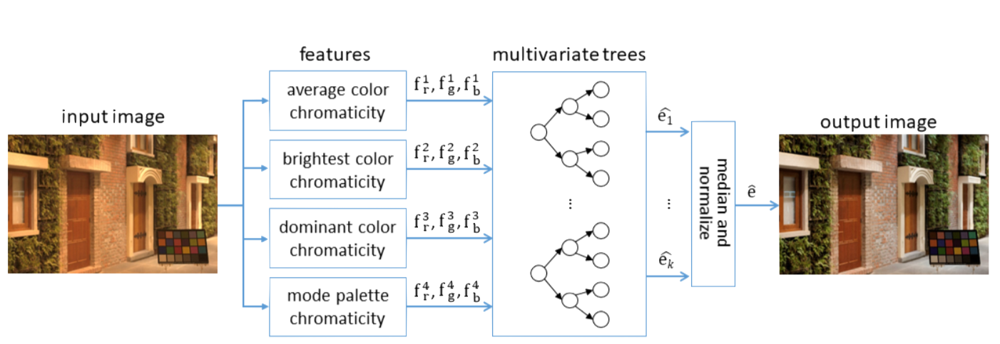 features
multivariate trees
input image
output image
average color
chromaticity
brightest color
chromaticity
dominant color
chromaticity
mode palette
chromaticity
f¹ᵣ, f¹g, f¹b
f²ᵣ, f²g, f²b
f³ᵣ, f³g, f³b
f⁴ᵣ, f⁴g, f⁴b
⋮
ê₁
⋮
êₖ
median and
normalize
ê